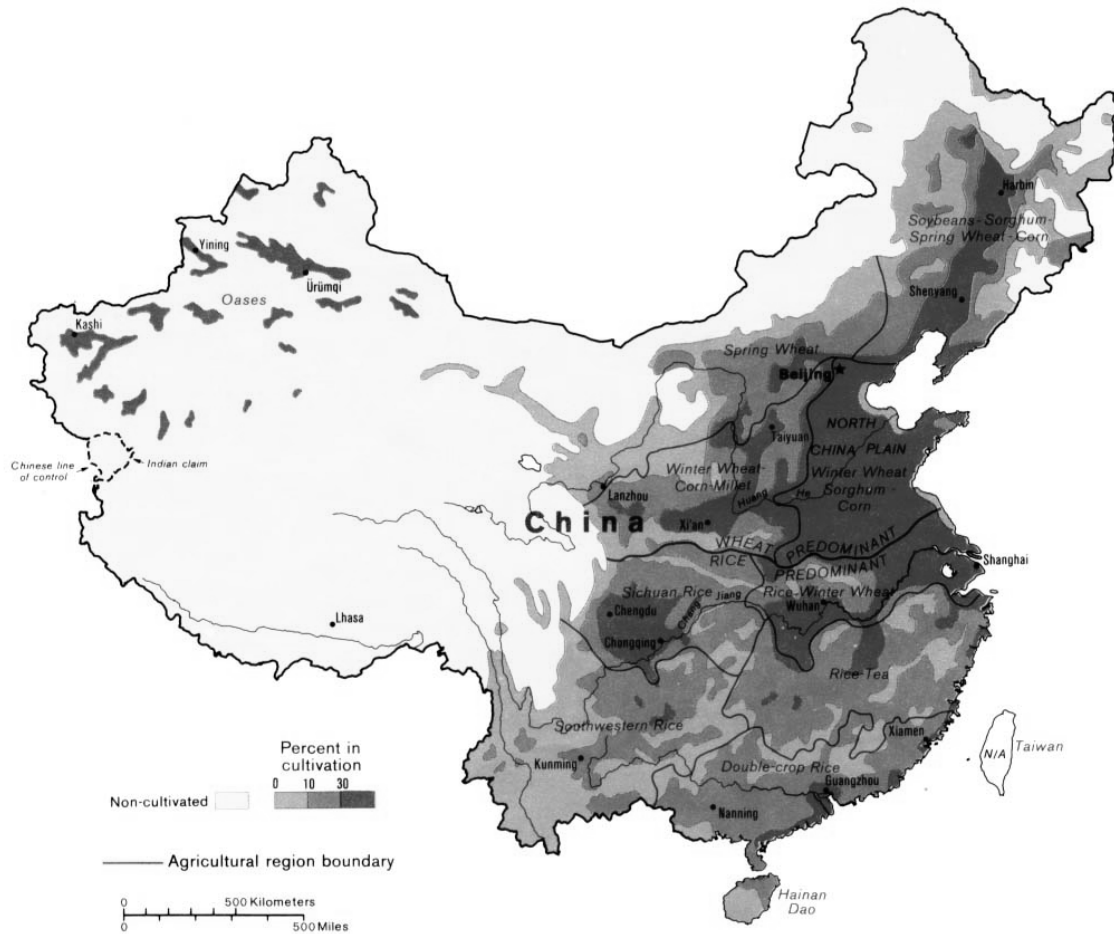 Harbin
Soybeans-Sorghum-
Spring Wheat-Corn
Yining
Ürümqi
Oases
Shenyang
Kashi
Spring Wheat
Beijing
NORTH
CHINA PLAIN
Taiyuan
Chinese line
of control
Indian claim
Winter Wheat-
Corn-Millet
Winter Wheat
Sorghum-
Corn
Lanzhou
Huang
He
China
Xi'an
WHEAT
PREDOMINANT
RICE
PREDOMINANT
Shanghai
Sichuan Rice
Chang
Jiang
Rice-Winter Wheat
Wuhan
Chengdu
Lhasa
Chongqing
Rice-Tea
Southwestern Rice
Xiamen
N/A
Taiwan
Kunming
Double-crop Rice
Guangzhou
Nanning
Percent in
cultivation
0 10 30
Non-cultivated
Agricultural region boundary
0 500 Kilometers
0 500 Miles
Hainan
Dao